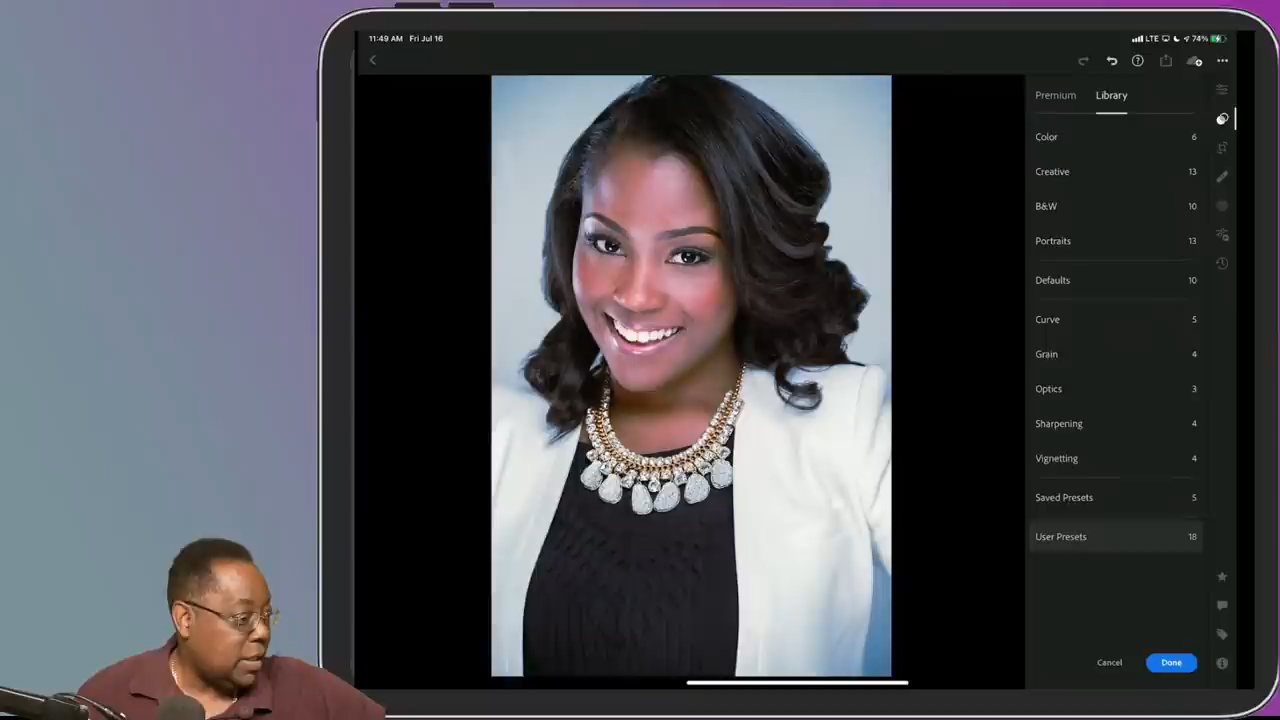 11:49 AM Fri Jul 16
LTE 74%
Premium Library
Color 6
Creative 13
B&W 10
Portraits 13
Defaults 10
Curve 5
Grain 4
Optics 3
Sharpening 4
Vignetting 4
Saved Presets 5
User Presets 18
Cancel Done